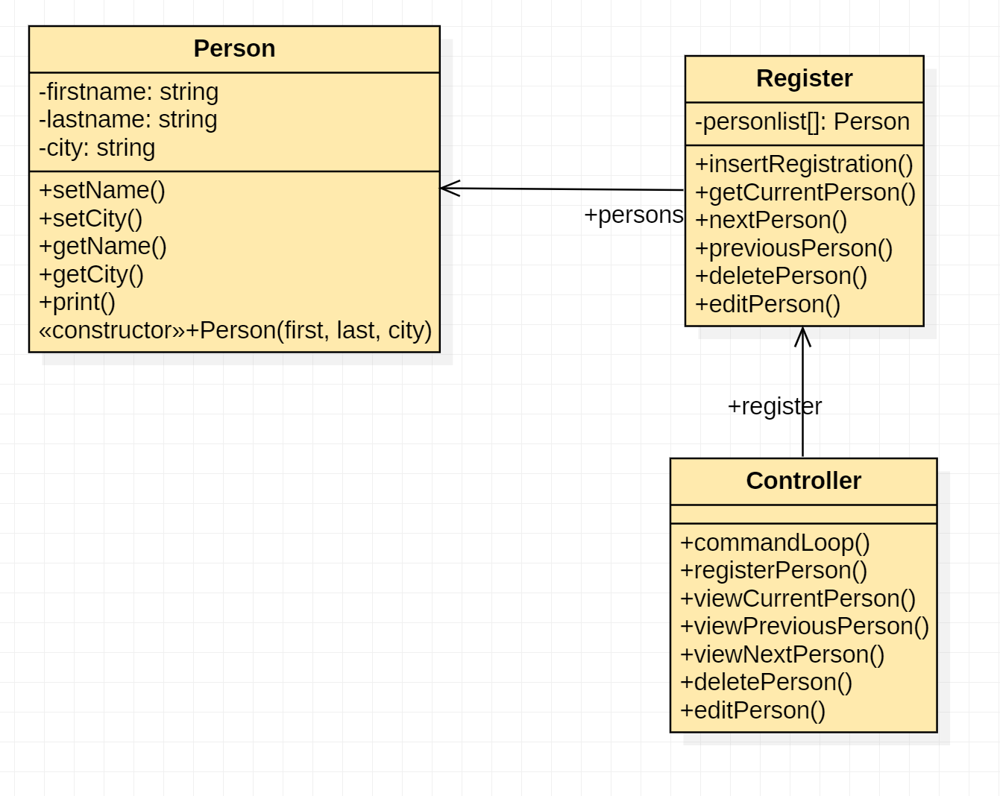 Person
-firstname: string
-lastname: string
-city: string
+setName()
+setCity()
+getName()
+getCity()
+print()
«constructor»+Person(first, last, city)
+persons
Register
-personlist[]: Person
+insertRegistration()
+getCurrentPerson()
+nextPerson()
+previousPerson()
+deletePerson()
+editPerson()
+register
Controller
+commandLoop()
+registerPerson()
+viewCurrentPerson()
+viewPreviousPerson()
+viewNextPerson()
+deletePerson()
+editPerson()